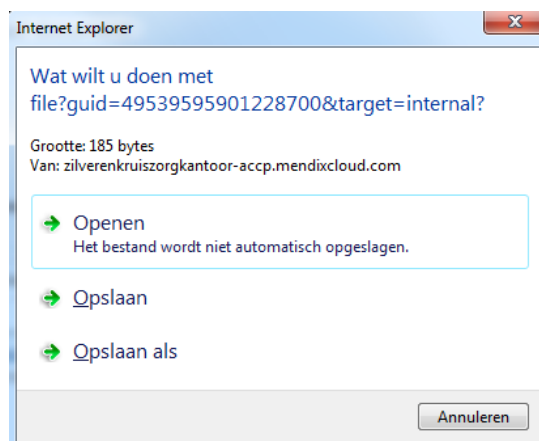 Internet Explorer
Wat wilt u doen met
file?guid=49539595901228700&target=internal?
Grootte: 185 bytes
Van: zilverenkruiszorgkantoor-accp.mendixcloud.com
Openen
Het bestand wordt niet automatisch opgeslagen.
Opslaan
Opslaan als
Annuleren